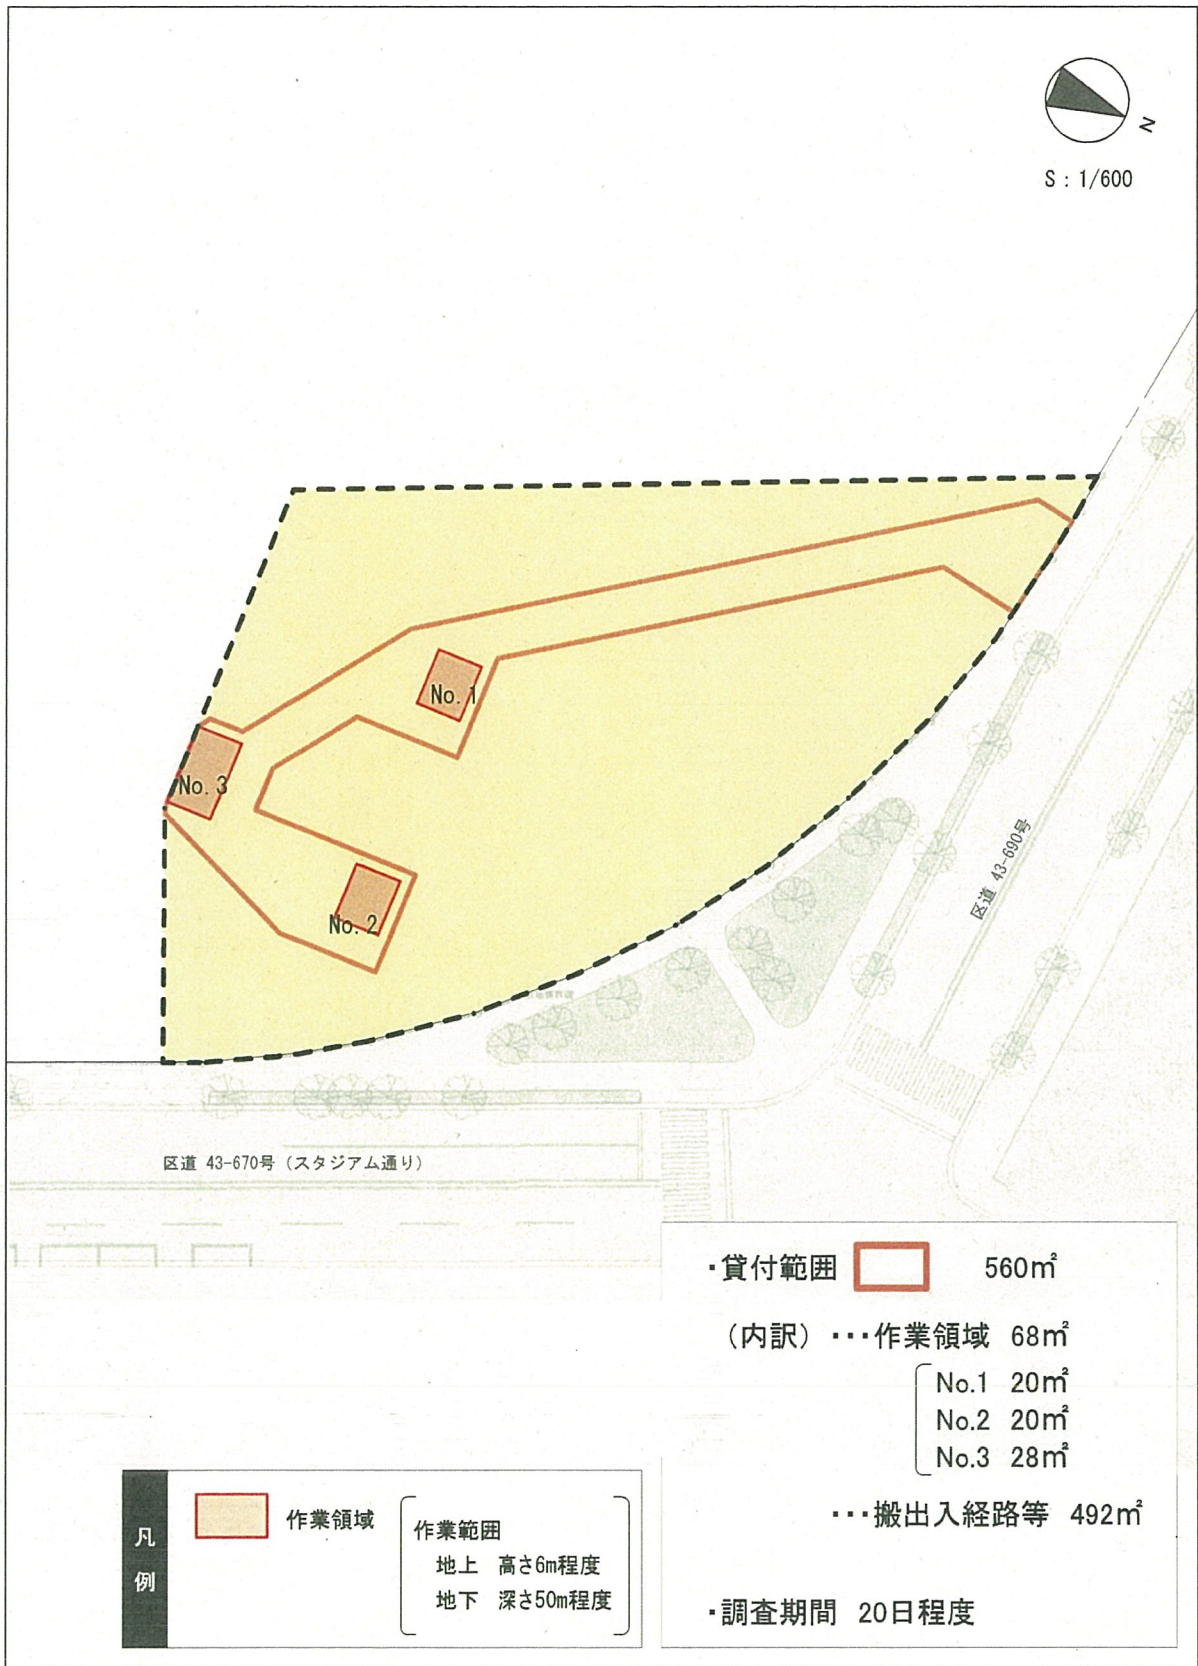 N
S : 1/600
No. 1
No. 3
No. 2
区道 43-690号
区道 43-670号 (スタジアム通り)
・貸付範囲 560㎡
(内訳) ・・・作業領域 68㎡
No.1 20㎡
No.2 20㎡
No.3 28㎡
・・・搬出入経路等 492㎡
・調査期間 20日程度
凡例
作業領域
作業範囲
地上 高さ6m程度
地下 深さ50m程度